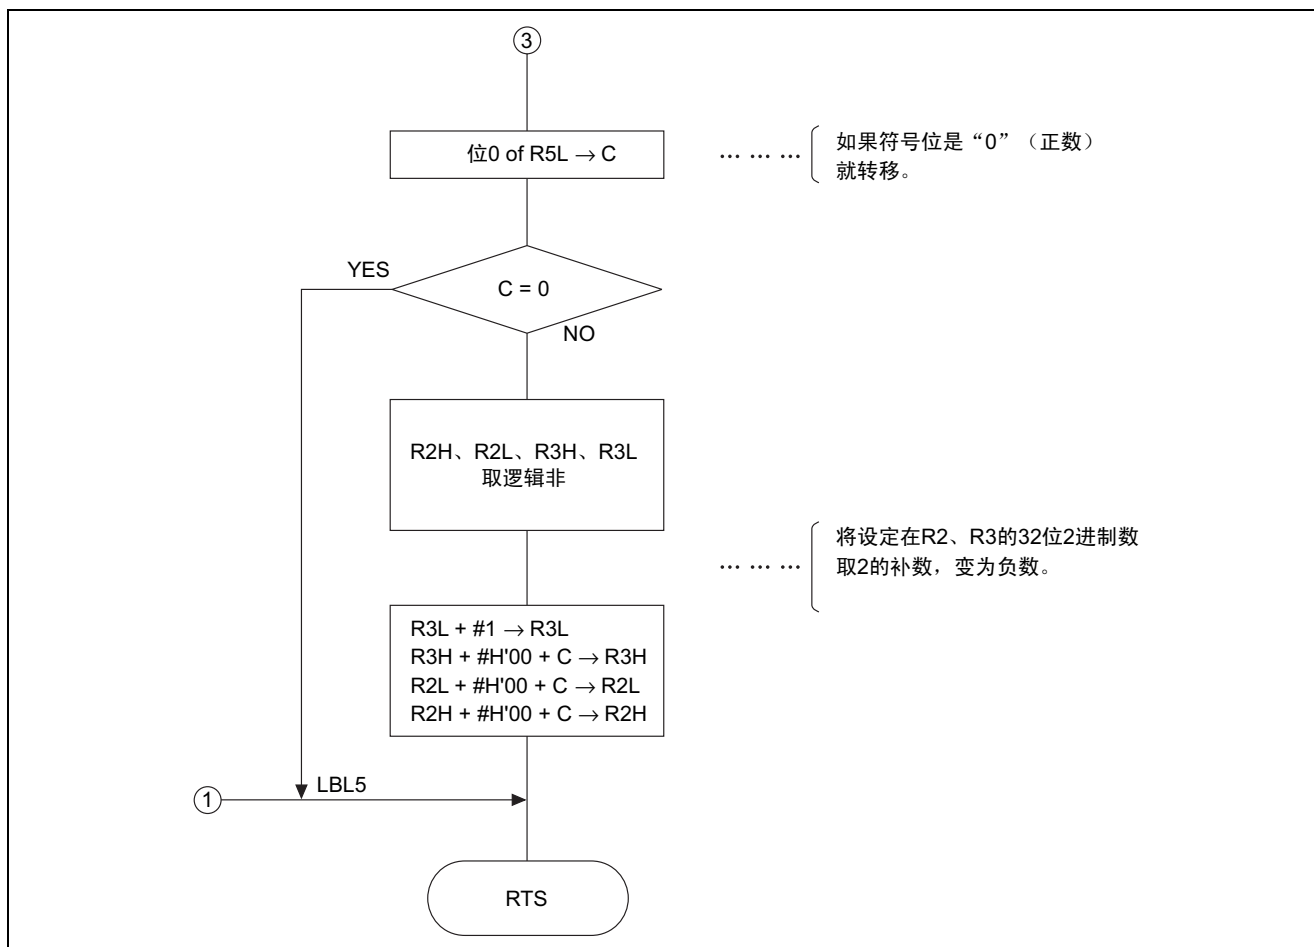 ③
位0 of R5L → C
… … …
如果符号位是“0”（正数）
就转移。
YES
C = 0
NO
R2H、R2L、R3H、R3L
取逻辑非
… … …
将设定在R2、R3的32位2进制数
取2的补数，变为负数。
R3L + #1 → R3L
R3H + #H'00 + C → R3H
R2L + #H'00 + C → R2L
R2H + #H'00 + C → R2H
LBL5
①
RTS